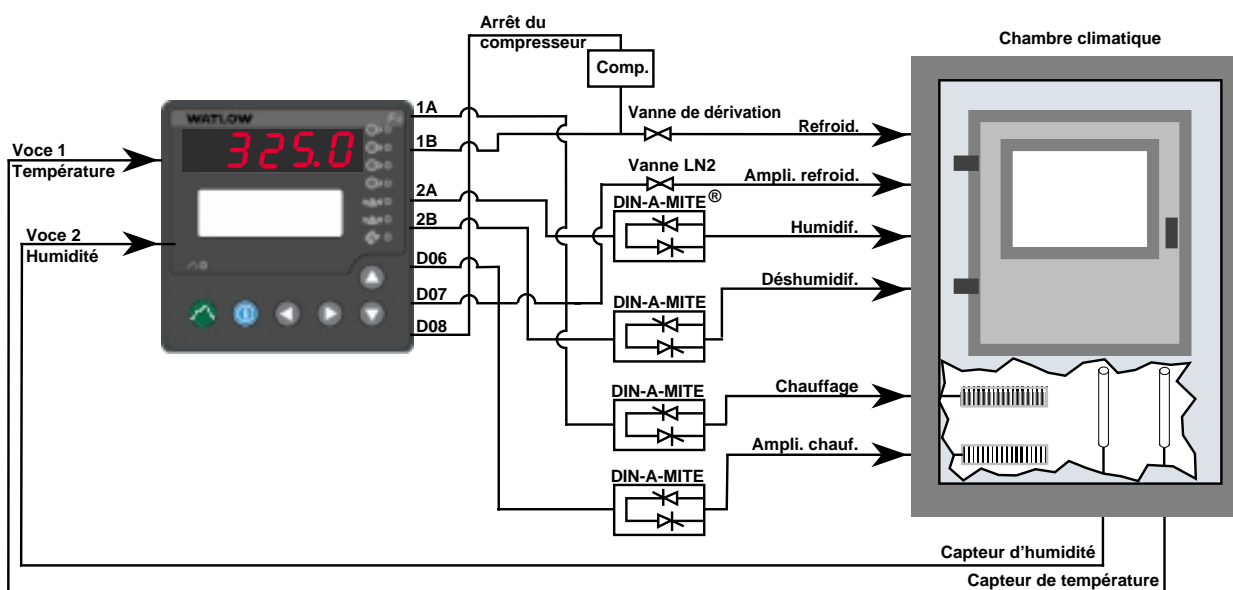 Arrêt du
compresseur
Chambre climatique
Comp.
WATLOW
F4
325.0
1A
1B
2A
2B
D06
D07
D08
Voce 1
Température
Voce 2
Humidité
Vanne de dérivation
Refroid.
Vanne LN2
Ampli. refroid.
DIN-A-MITE®
Humidif.
Déshumidif.
DIN-A-MITE
Chauffage
DIN-A-MITE
Ampli. chauf.
DIN-A-MITE
Capteur d’humidité
Capteur de température